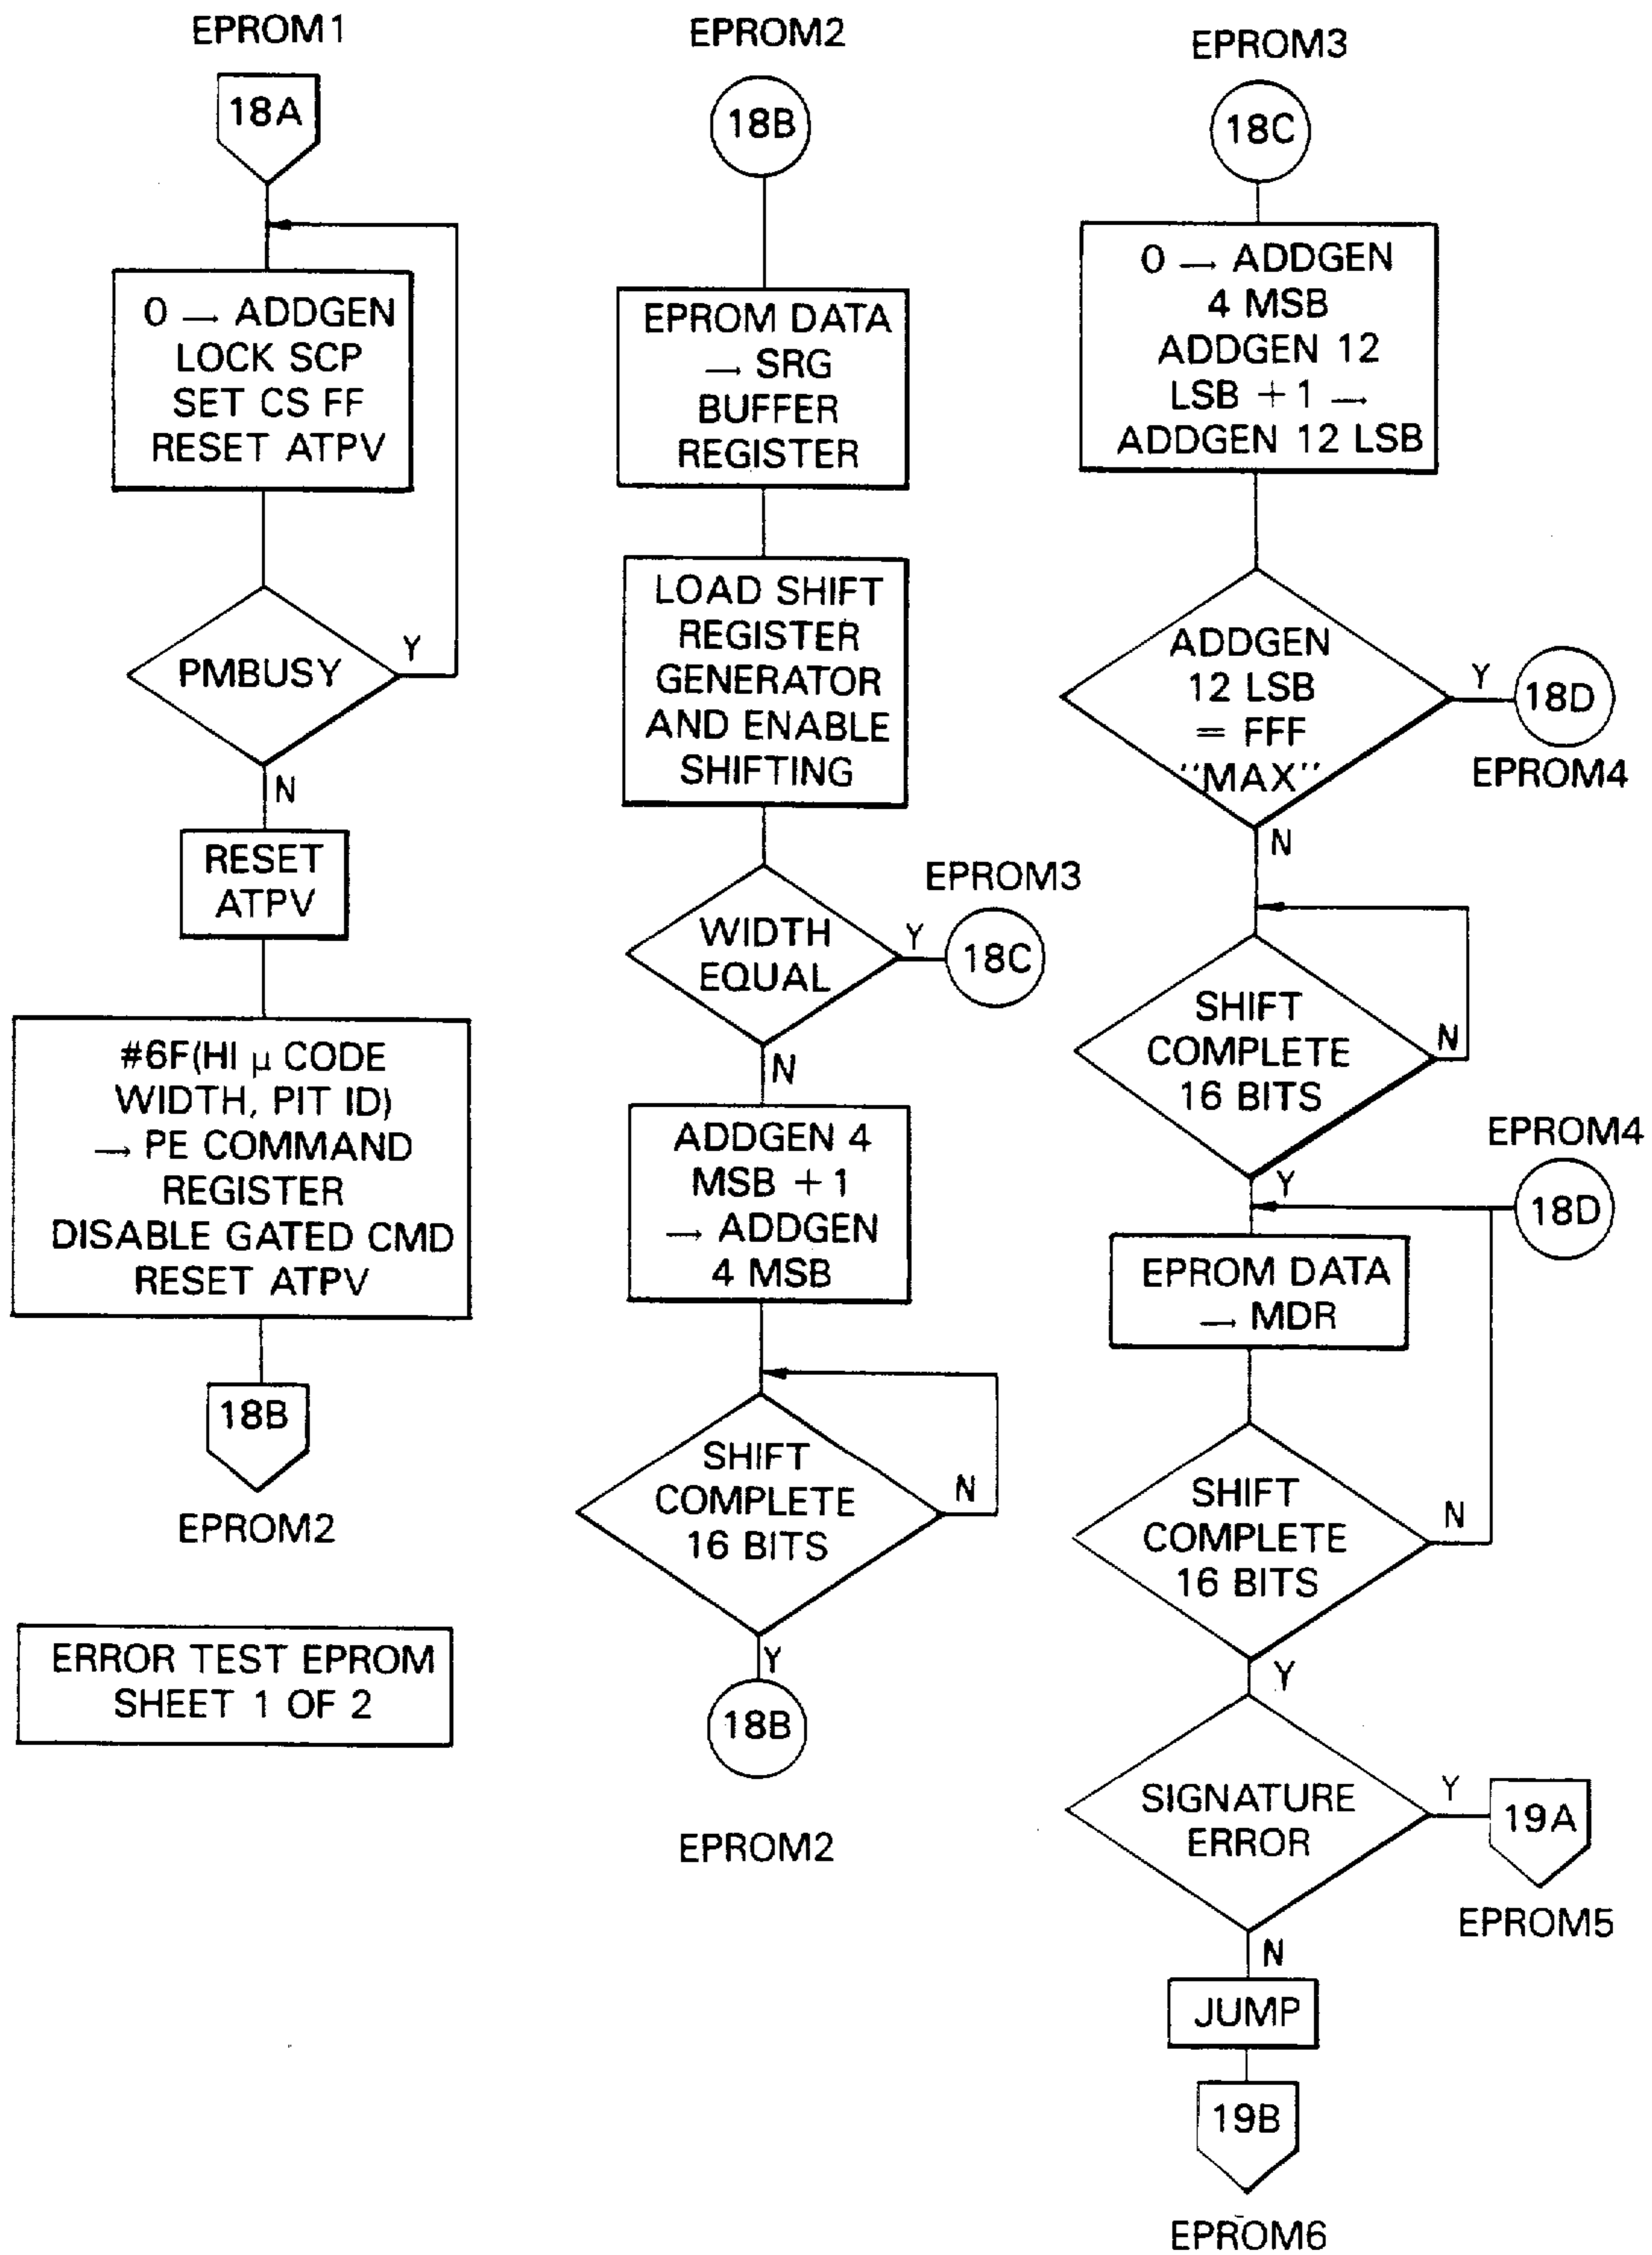 EPROM1
18A
0 → ADDGEN
LOCK SCP
SET CS FF
RESET ATPV
PMBUSY
Y
N
RESET
ATPV
#6F(HI μ CODE
WIDTH, PIT ID)
→ PE COMMAND
REGISTER
DISABLE GATED CMD
RESET ATPV
18B
EPROM2
ERROR TEST EPROM
SHEET 1 OF 2
EPROM2
18B
EPROM DATA
→ SRG
BUFFER
REGISTER
LOAD SHIFT
REGISTER
GENERATOR
AND ENABLE
SHIFTING
WIDTH
EQUAL
Y
EPROM3
18C
N
ADDGEN 4
MSB + 1
→ ADDGEN
4 MSB
SHIFT
COMPLETE
16 BITS
N
Y
18B
EPROM2
EPROM3
18C
0 → ADDGEN
4 MSB
ADDGEN 12
LSB + 1 →
ADDGEN 12 LSB
ADDGEN
12 LSB
= FFF
"MAX"
Y
18D
EPROM4
N
SHIFT
COMPLETE
16 BITS
N
Y
EPROM4
18D
EPROM DATA
→ MDR
SHIFT
COMPLETE
16 BITS
N
Y
SIGNATURE
ERROR
Y
19A
EPROM5
N
JUMP
19B
EPROM6